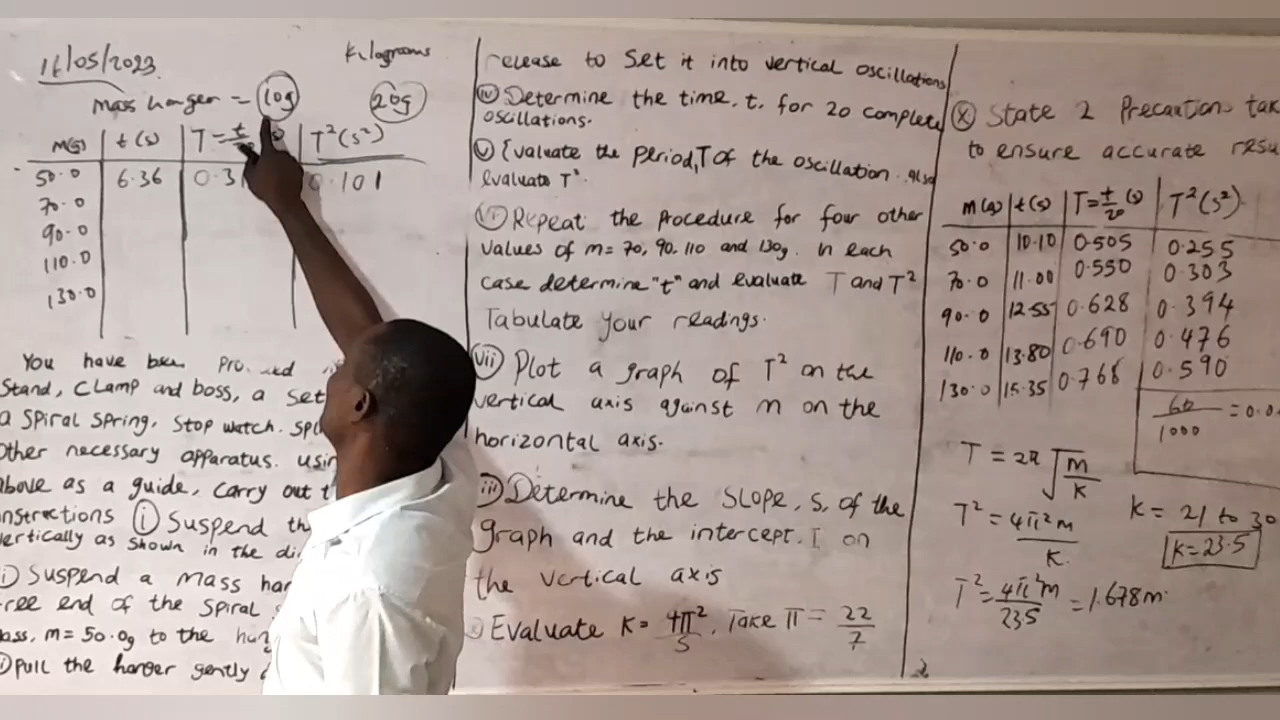 16/05/2023
Kilograms
mass hanger = 10g 20g
m(g) t(s) T = t T²(s²)
50.0 6.36 0.31 0.101
70.0
90.0
110.0
130.0
You have been
Stand, Clamp and boss, a set
a spiral spring, stop watch.
Other necessary apparatus. Using
above as a guide, carry out
instructions (i) Suspend the
vertically as shown in the
Suspend a mass
free end of the spiral
mass, m = 50.0g to the
Pull the hanger gently
release to set it into vertical oscillations
(iv) Determine the time, t, for 20 complete
oscillations.
(v) Evaluate the period, T of the oscillation. also
evaluate T².
(vi) Repeat the procedure for four other
values of m = 70, 90, 110 and 130g. In each
case determine "t" and evaluate T and T²
Tabulate your readings.
(vii) Plot a graph of T² on the
vertical axis against m on the
horizontal axis.
iii) Determine the slope, s, of the
graph and the intercept, I on
the vertical axis
Evaluate K = 4π²/s, Take π = 22/7
(x) State 2 Precautions
to ensure accurate
m(g) t(s) T = t/20 (s) T²(s²)
50.0 10.10 0.505 0.255
70.0 11.00 0.550 0.303
90.0 12.55 0.628 0.394
110.0 13.80 0.690 0.476
130.0 15.35 0.768 0.590
60/1000 = 0.0
T = 2π√m/k
T² = 4π²m/k.
K = 21 to 30
K = 23.5
T² = 4π²m/23.5 = 1.678m.